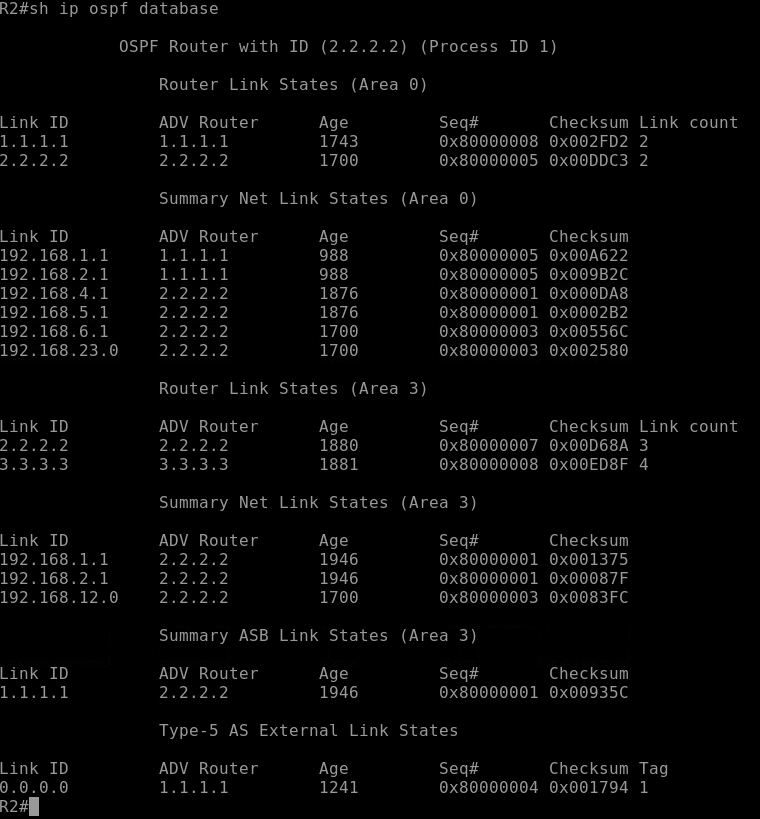 R2#sh ip ospf database
OSPF Router with ID (2.2.2.2) (Process ID 1)
Router Link States (Area 0)
Link ID ADV Router Age Seq# Checksum Link count
1.1.1.1 1.1.1.1 1743 0x80000008 0x002FD2 2
2.2.2.2 2.2.2.2 1700 0x80000005 0x00DDC3 2
Summary Net Link States (Area 0)
Link ID ADV Router Age Seq# Checksum
192.168.1.1 1.1.1.1 988 0x80000005 0x00A622
192.168.2.1 1.1.1.1 988 0x80000005 0x009B2C
192.168.4.1 2.2.2.2 1876 0x80000001 0x000DA8
192.168.5.1 2.2.2.2 1876 0x80000001 0x0002B2
192.168.6.1 2.2.2.2 1700 0x80000003 0x00556C
192.168.23.0 2.2.2.2 1700 0x80000003 0x002580
Router Link States (Area 3)
Link ID ADV Router Age Seq# Checksum Link count
2.2.2.2 2.2.2.2 1880 0x80000007 0x00D68A 3
3.3.3.3 3.3.3.3 1881 0x80000008 0x00ED8F 4
Summary Net Link States (Area 3)
Link ID ADV Router Age Seq# Checksum
192.168.1.1 2.2.2.2 1946 0x80000001 0x001375
192.168.2.1 2.2.2.2 1946 0x80000001 0x00087F
192.168.12.0 2.2.2.2 1700 0x80000003 0x0083FC
Summary ASB Link States (Area 3)
Link ID ADV Router Age Seq# Checksum
1.1.1.1 2.2.2.2 1946 0x80000001 0x00935C
Type-5 AS External Link States
Link ID ADV Router Age Seq# Checksum Tag
0.0.0.0 1.1.1.1 1241 0x80000004 0x001794 1
R2#